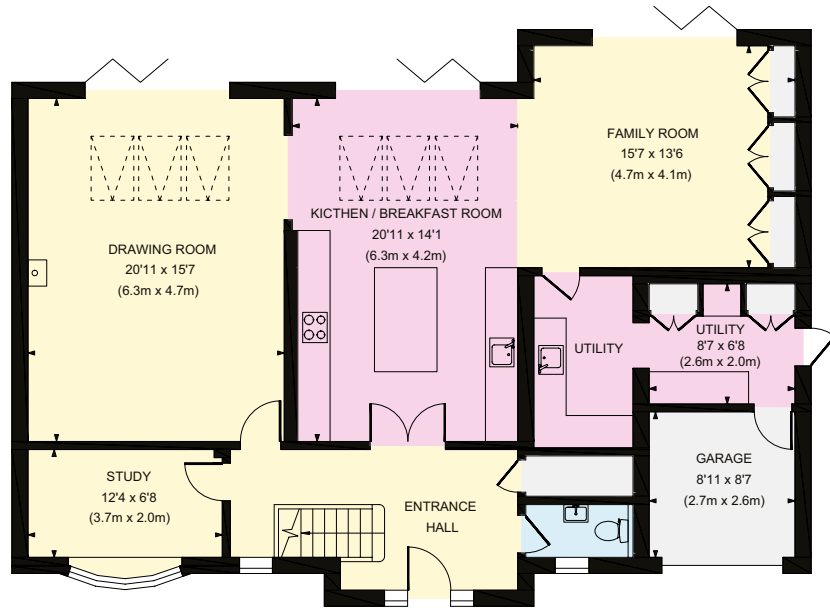 FAMILY ROOM
15'7 x 13'6
(4.7m x 4.1m)
KICTHEN / BREAKFAST ROOM
20'11 x 14'1
(6.3m x 4.2m)
DRAWING ROOM
20'11 x 15'7
(6.3m x 4.7m)
UTILITY
UTILITY
8'7 x 6'8
(2.6m x 2.0m)
STUDY
12'4 x 6'8
(3.7m x 2.0m)
ENTRANCE
HALL
GARAGE
8'11 x 8'7
(2.7m x 2.6m)